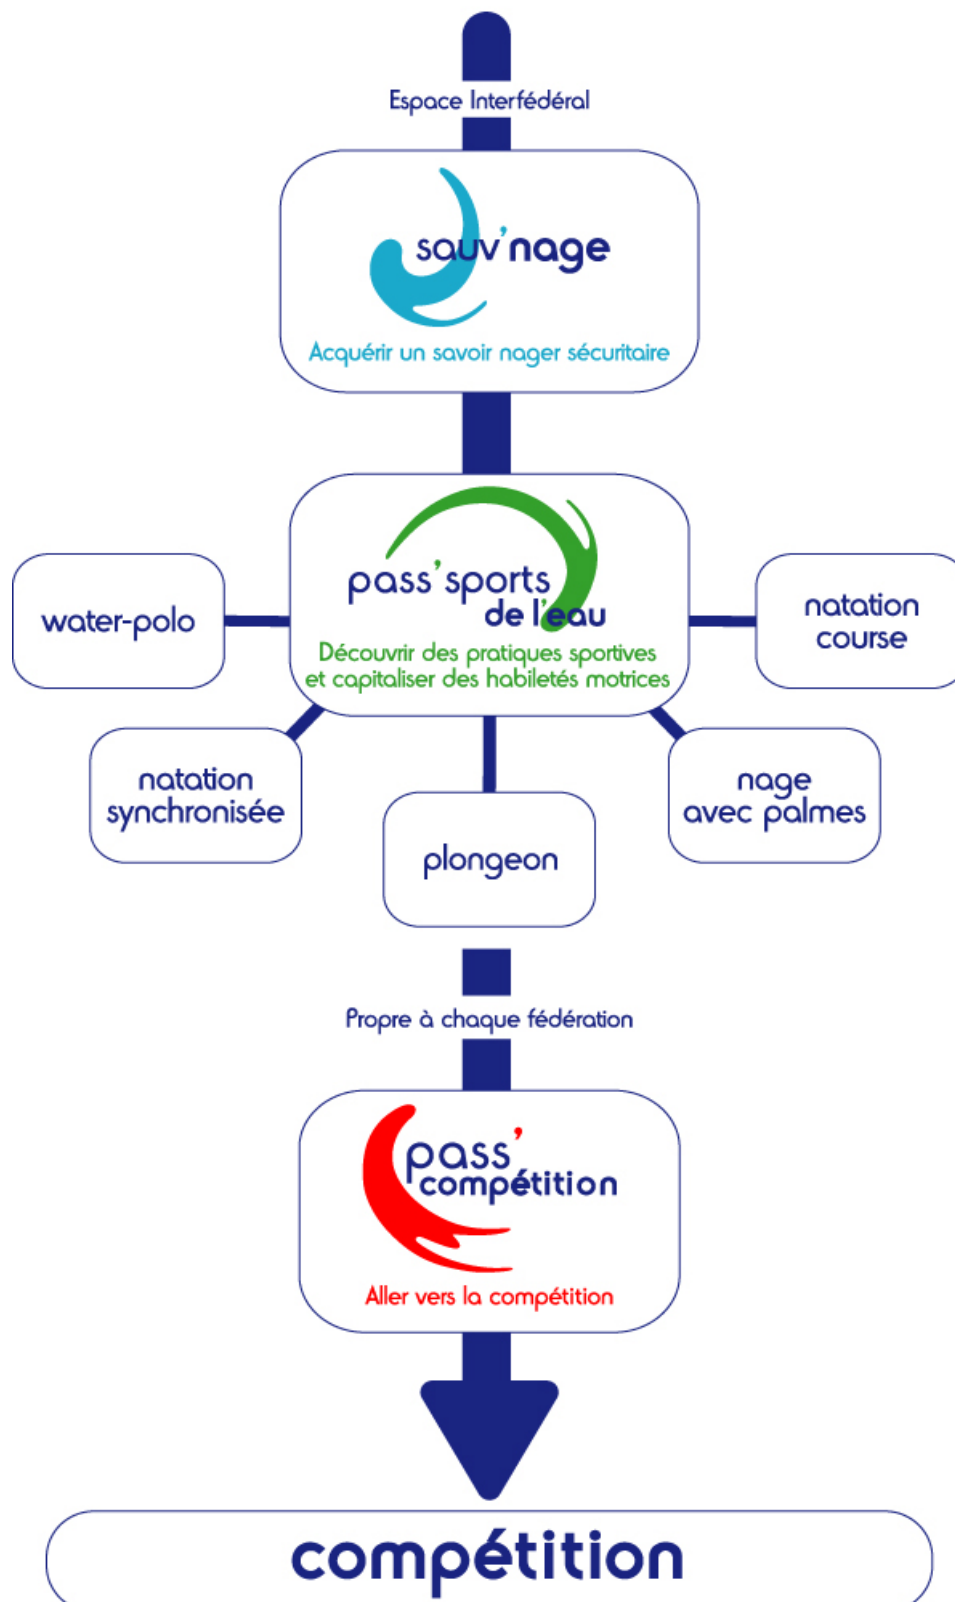 Espace Interfédéral
sauv'nage
Acquérir un savoir nager sécuritaire
pass'sports
de l'eau
Découvrir des pratiques sportives
et capitaliser des habiletés motrices
water-polo
natation
course
natation
synchronisée
nage
avec palmes
plongeon
Propre à chaque fédération
pass'
compétition
Aller vers la compétition
compétition